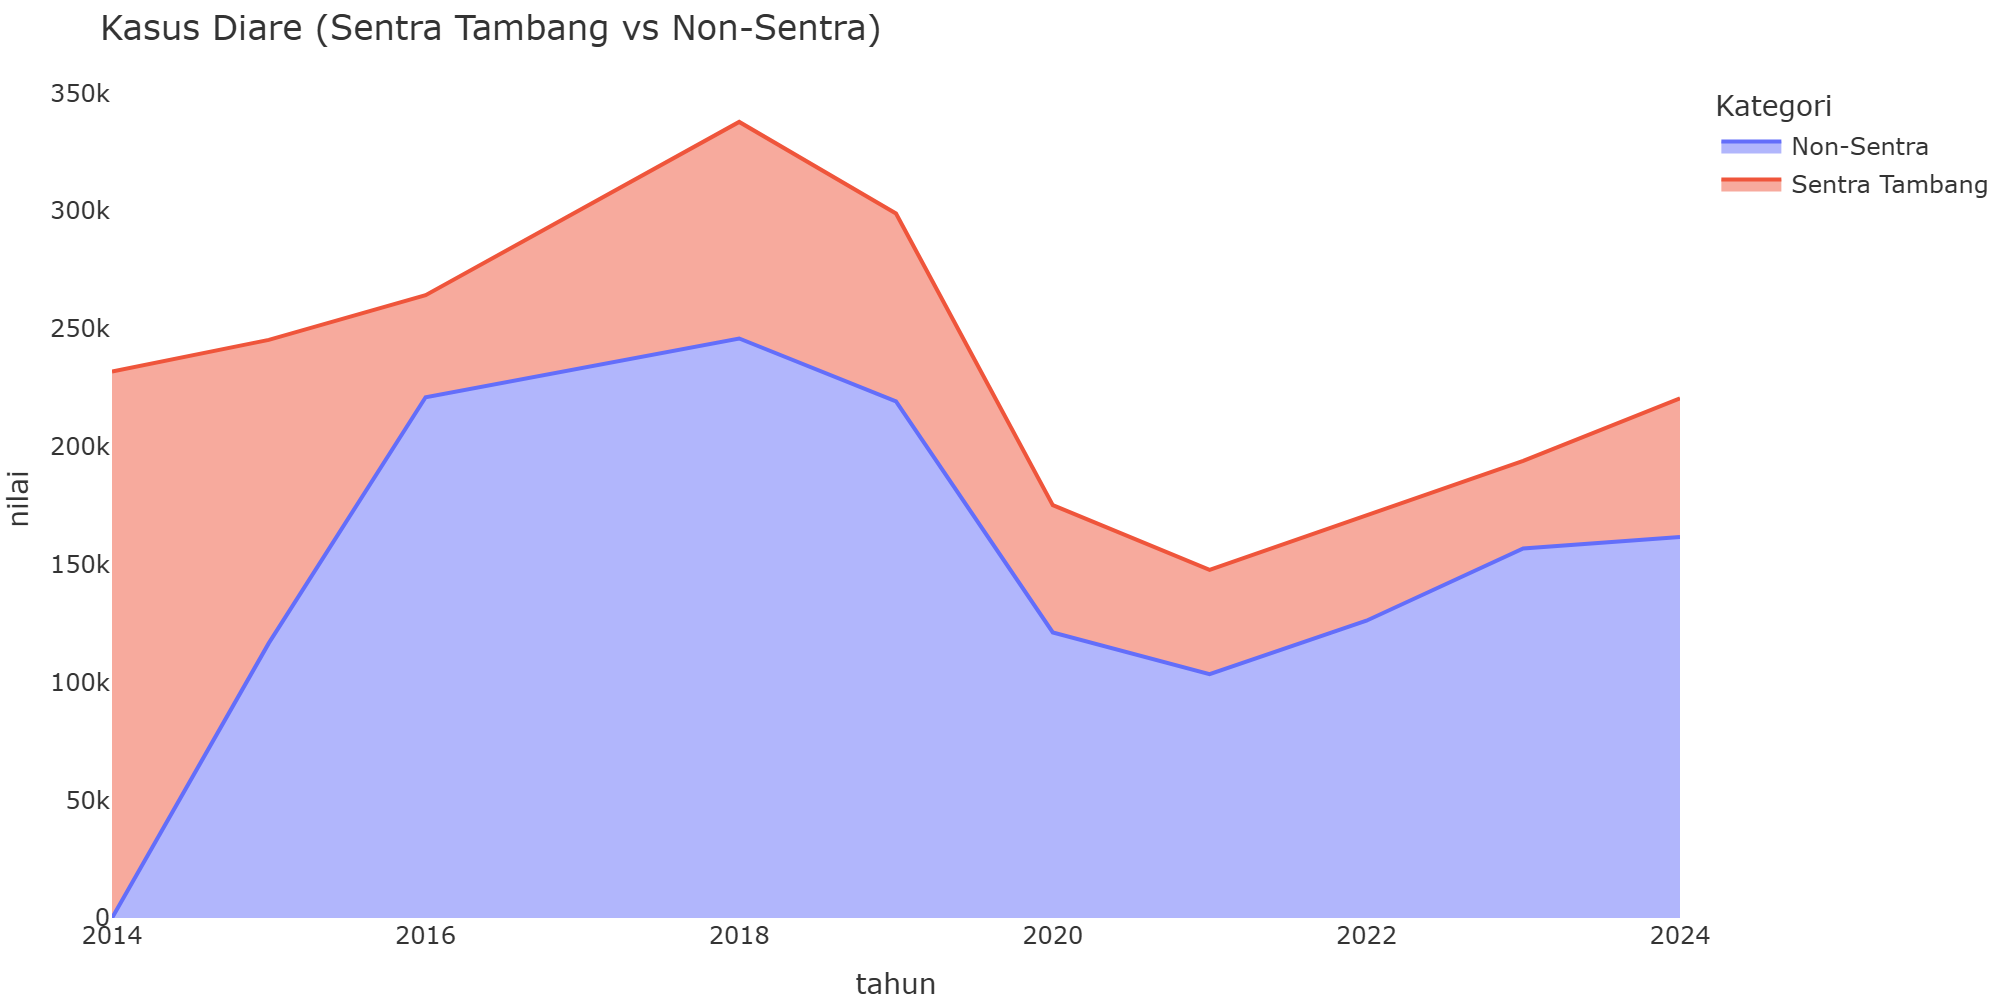 Kasus Diare (Sentra Tambang vs Non-Sentra)
350k
300k
250k
200k
150k
100k
50k
0
nilai
2014
2016
2018
2020
2022
2024
tahun
Kategori
Non-Sentra
Sentra Tambang